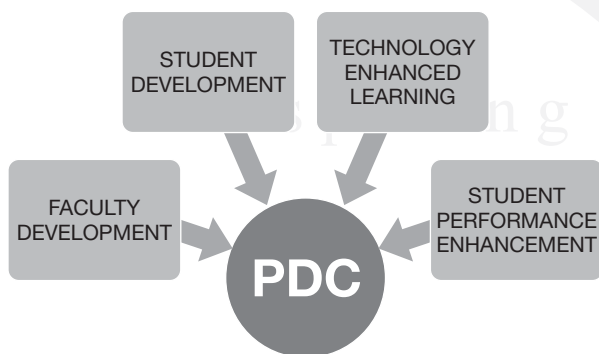 STUDENT
DEVELOPMENT
TECHNOLOGY
ENHANCED
LEARNING
FACULTY
DEVELOPMENT
STUDENT
PERFORMANCE
ENHANCEMENT
PDC